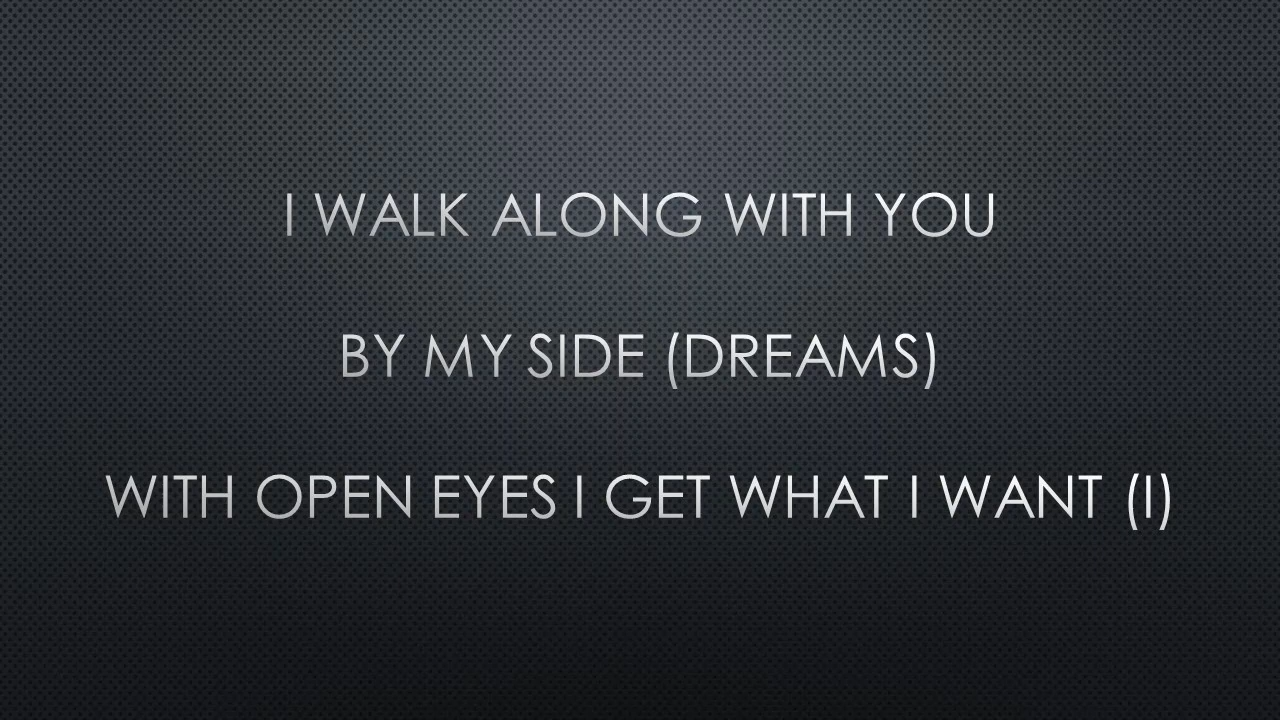 I WALK ALONG WITH YOU
BY MY SIDE (DREAMS)
WITH OPEN EYES I GET WHAT I WANT (I)